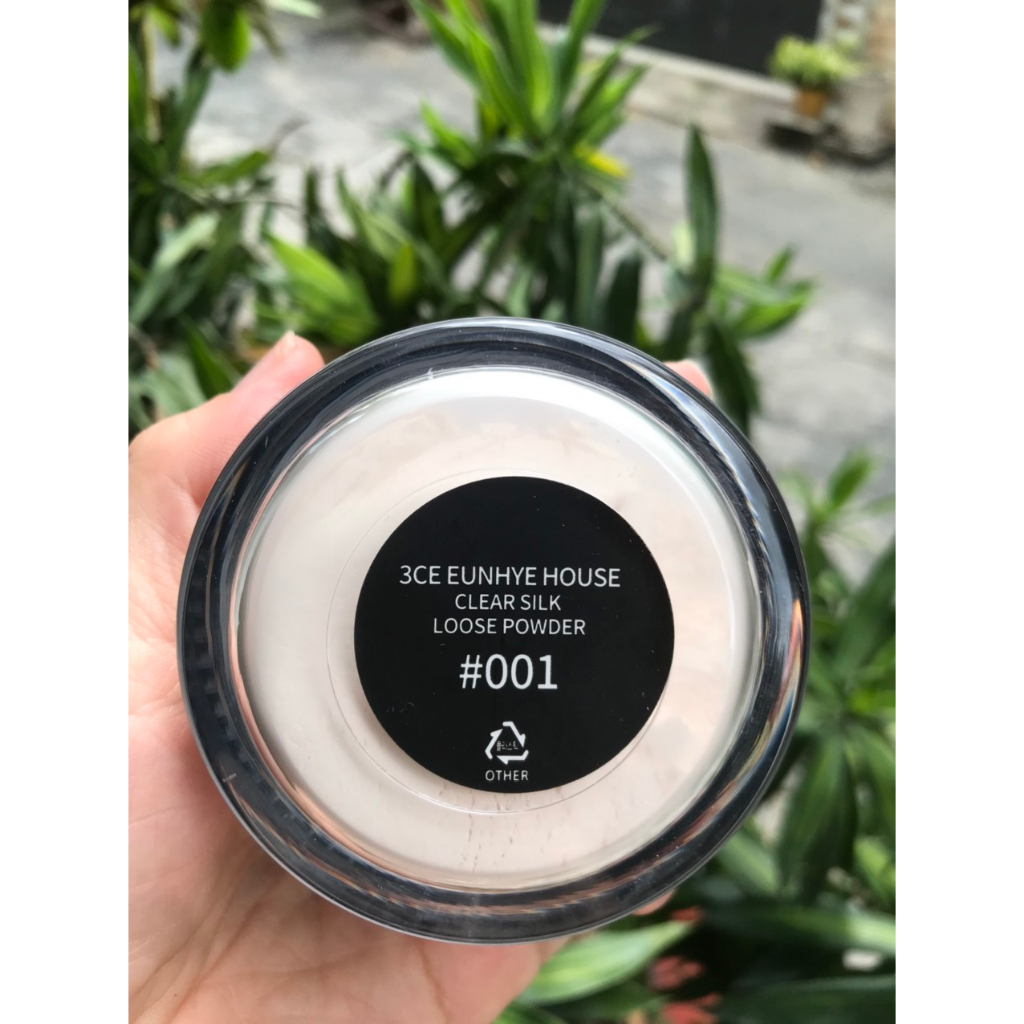 3CE EUNHYE HOUSE
CLEAR SILK
LOOSE POWDER
#001
OTHER